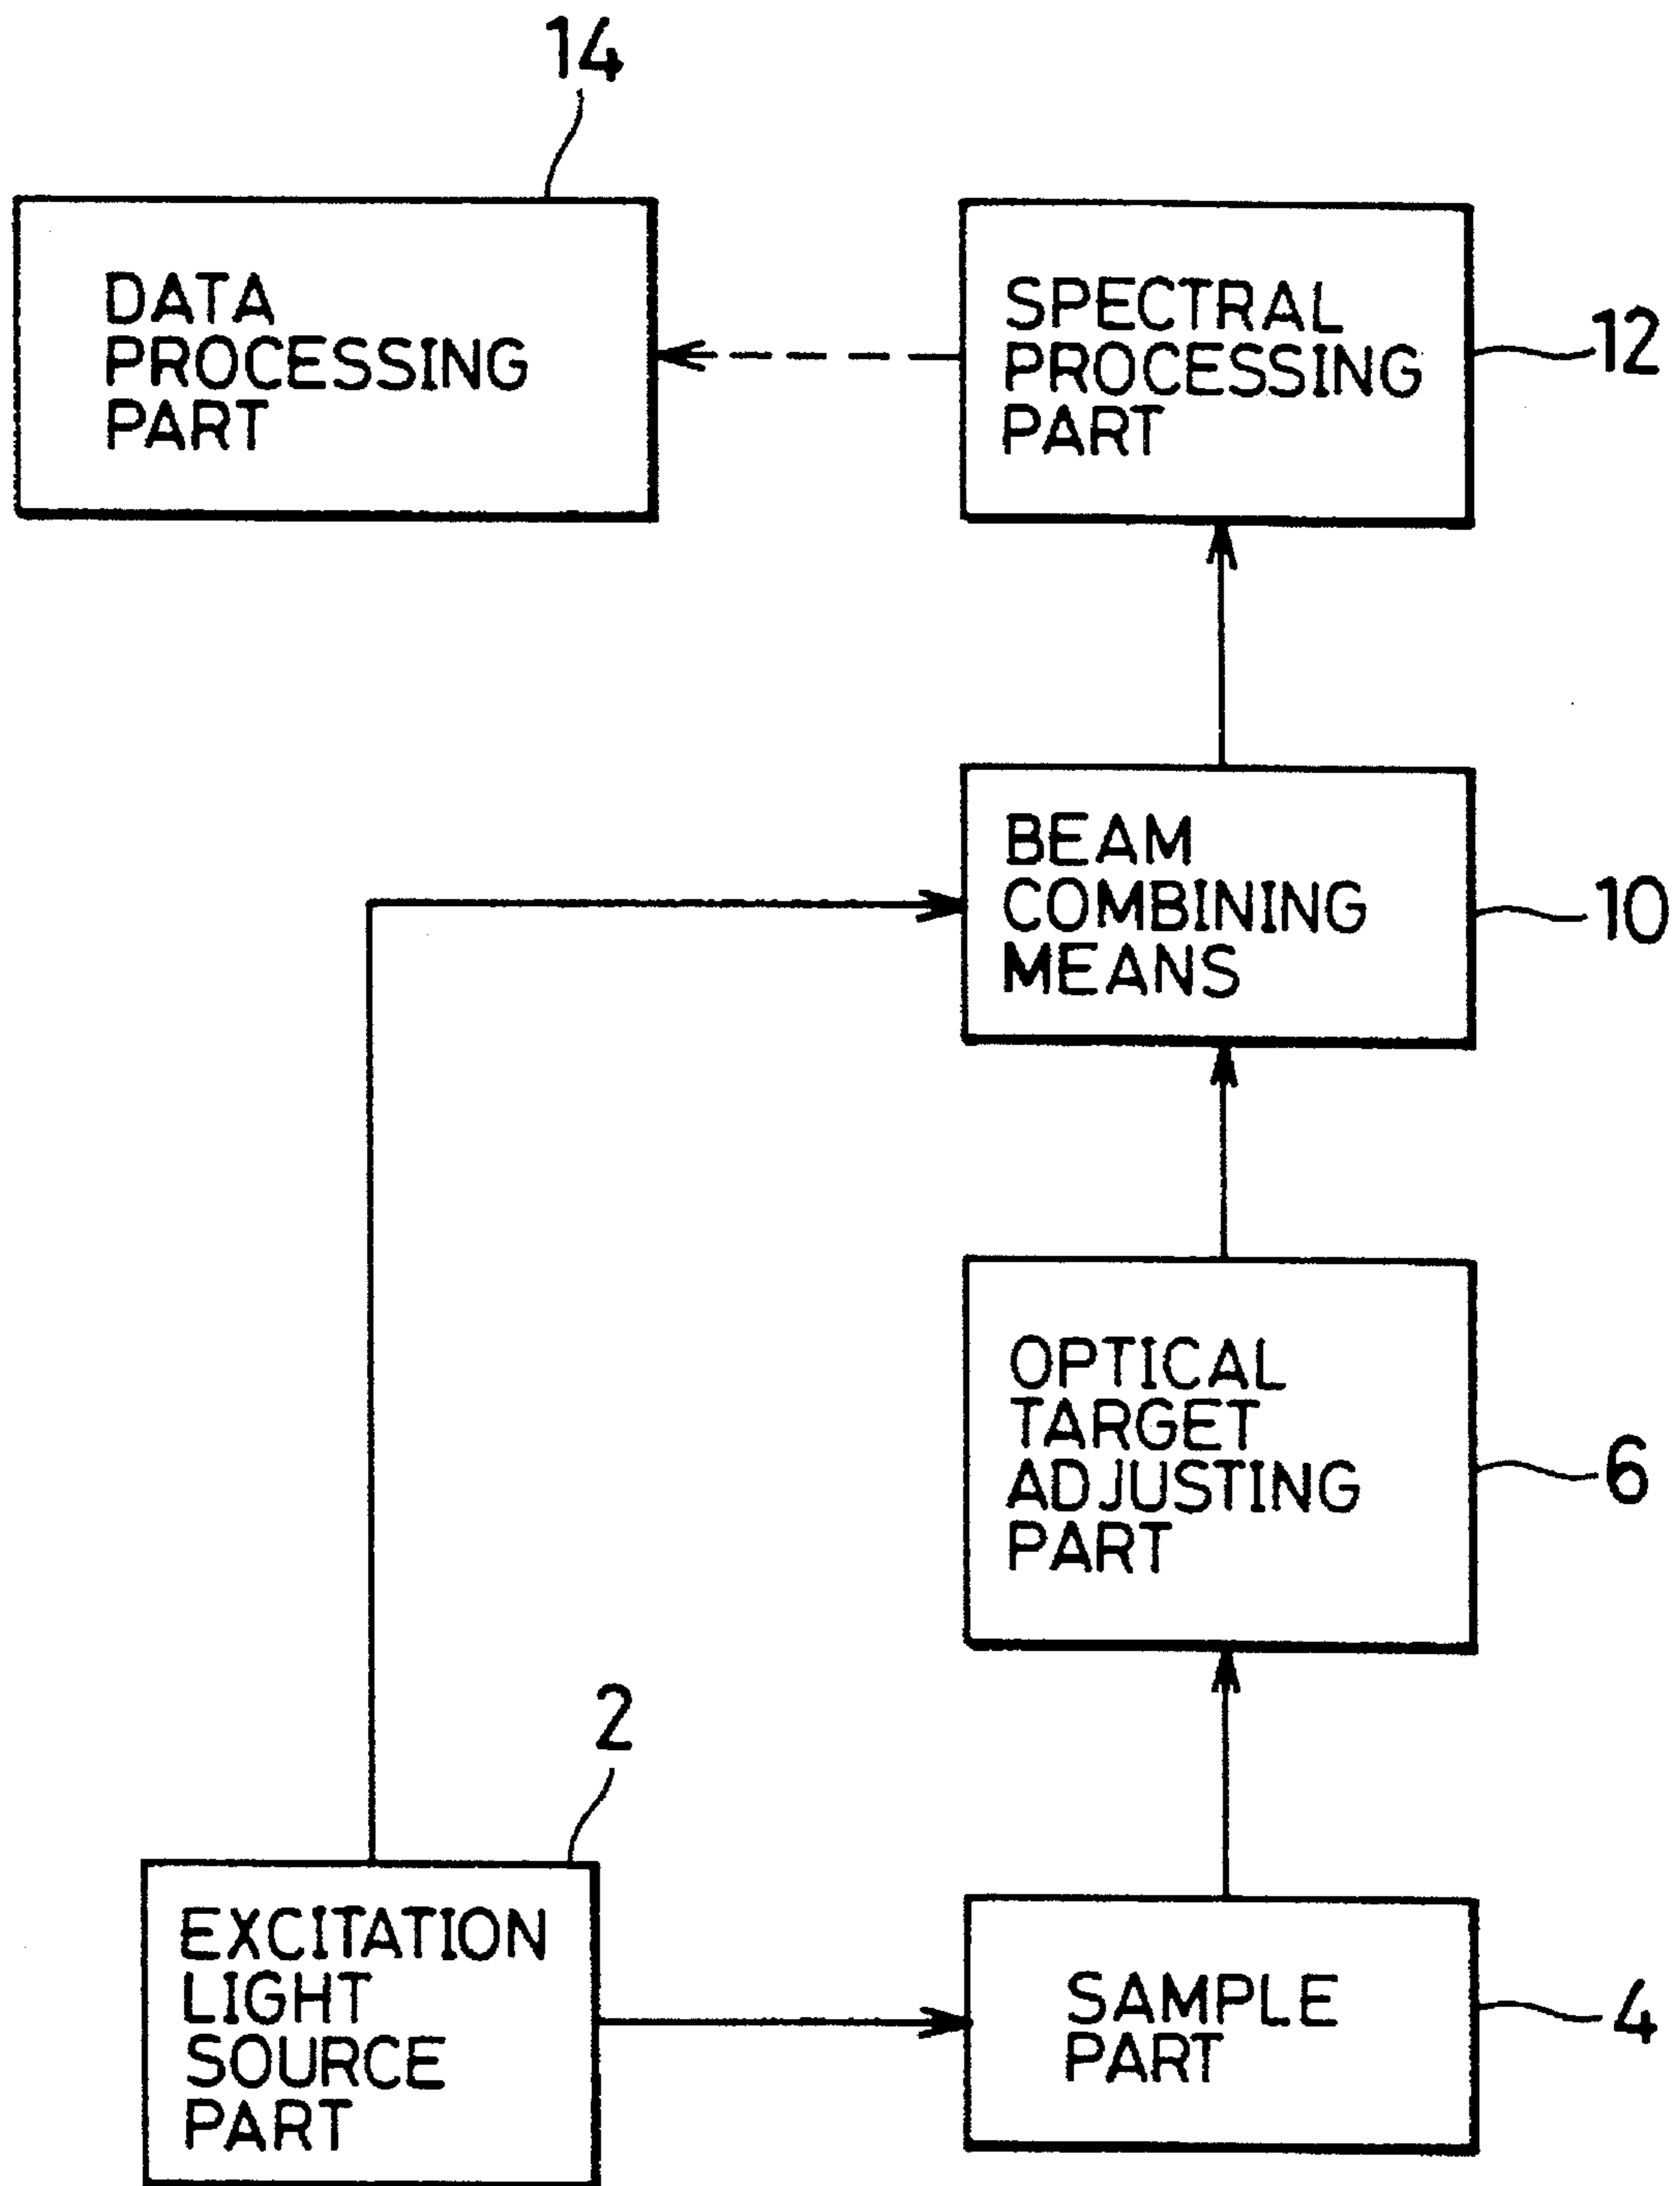 14
DATA
PROCESSING
PART
SPECTRAL
PROCESSING
PART
12
BEAM
COMBINING
MEANS
10
OPTICAL
TARGET
ADJUSTING
PART
6
2
EXCITATION
LIGHT
SOURCE
PART
SAMPLE
PART
4